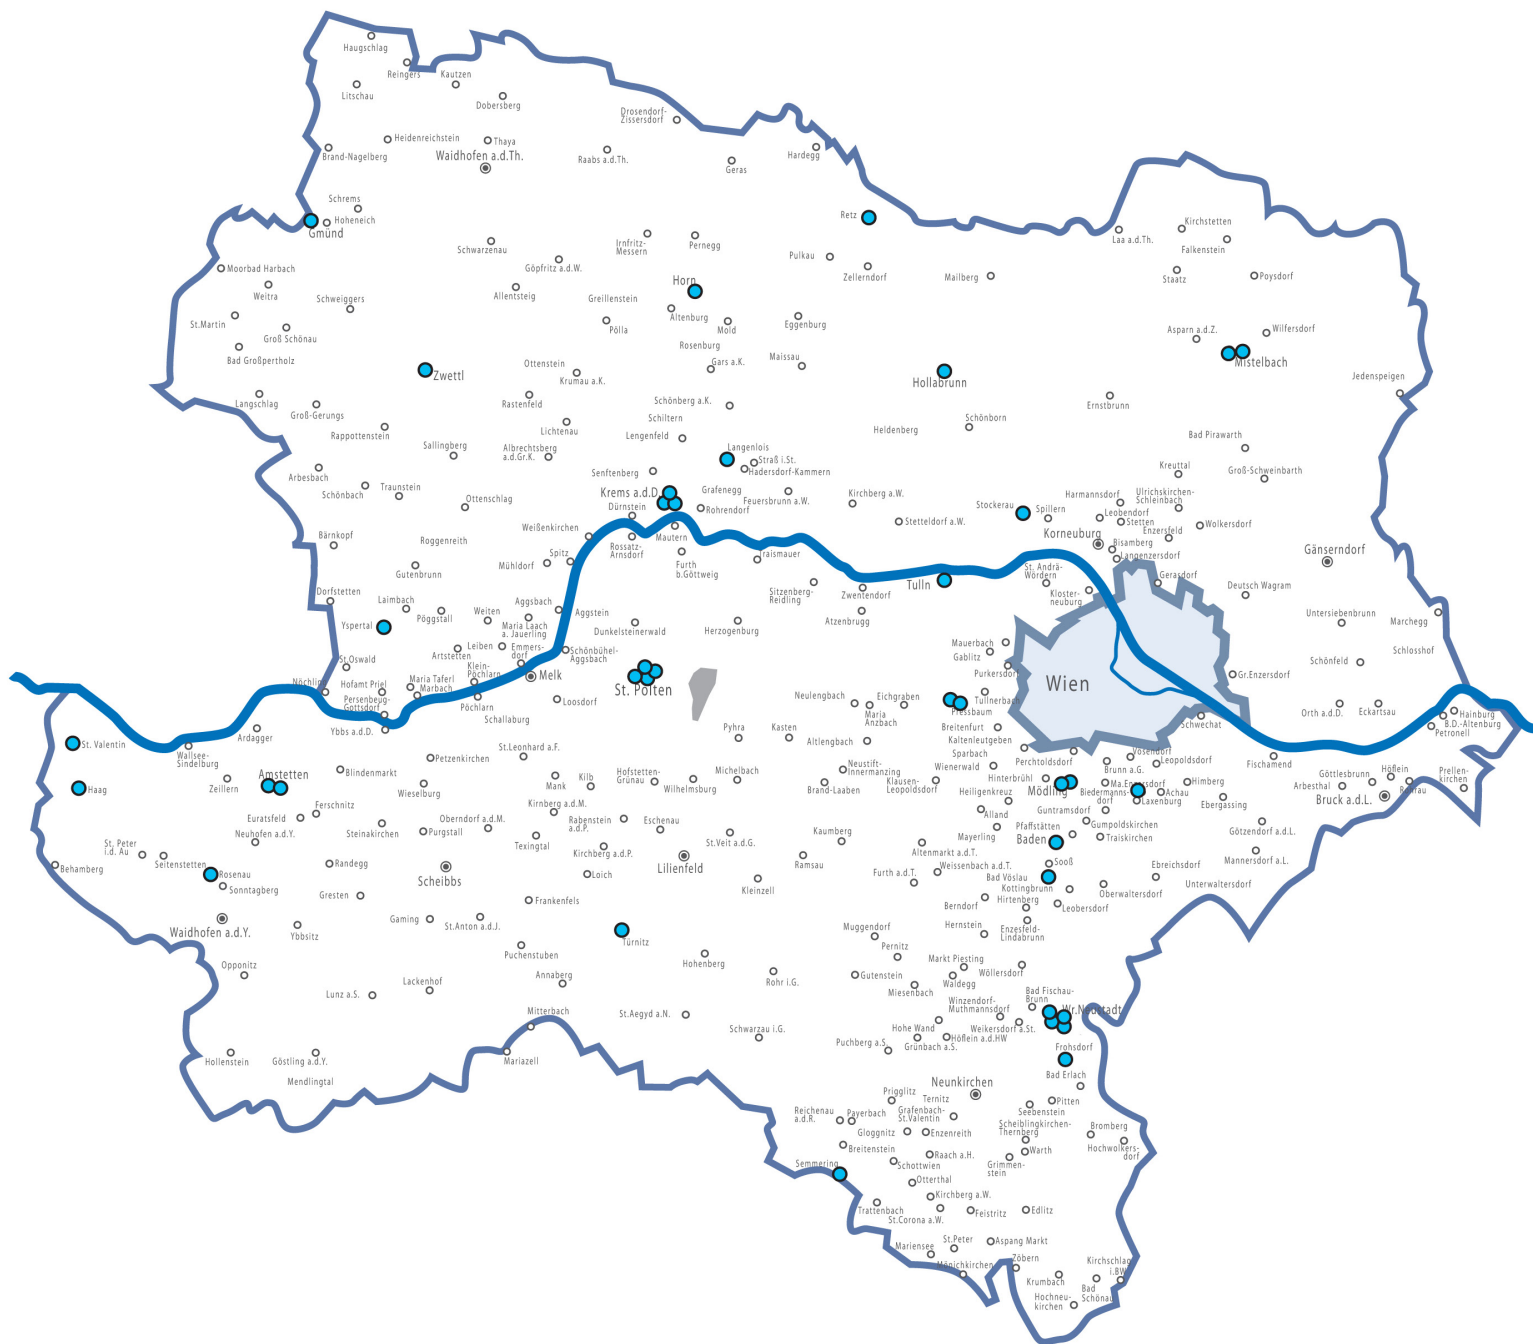 Haugschlag
Reingers
Kautzen
Litschau
Dobersberg
Drosendorf-
Zissersdorf
Heidenreichstein
Thaya
Brand-Nagelberg
Waidhofen a.d.Th.
Raabs a.d.Th.
Geras
Hardegg
Schrems
Hoheneich
Gmünd
Retz
Kirchstetten
Laa a.d.Th.
Falkenstein
Schwarzenau
Irnfritz-
Messern
Pernegg
Pulkau
Zellerndorf
Mailberg
Staatz
Poysdorf
Moorbad Harbach
Weitra
Göpfritz a.d.W.
Allentsteig
Horn
Schweiggers
Greillenstein
Altenburg
St.Martin
Groß Schönau
Pölla
Mold
Eggenburg
Asparn a.d.Z.
Wilfersdorf
Rosenburg
Bad Großpertholz
Ottenstein
Gars a.K.
Maissau
Mistelbach
Zwettl
Krumau a.K.
Hollabrunn
Jedenspeigen
Langschlag
Groß-Gerungs
Rastenfeld
Schönberg a.K.
Ernstbrunn
Schiltern
Schönborn
Rappottenstein
Lichtenau
Lengenfeld
Heidenberg
Sallingberg
Albrechtsberg
a.d.Gr.K.
Langenlois
Bad Pirawarth
Straß i.St.
Hadersdorf-Kammern
Arbesbach
Senftenberg
Kreuttal
Groß-Schweinbarth
Schönbach
Traunstein
Krems a.d.D.
Grafenegg
Feuersbrunn a.W.
Kirchberg a.W.
Harmannsdorf
Ulrichskirchen-
Schleinbach
Ottenschlag
Dürnstein
Rohrendorf
Stockerau
Spillern
Leobendorf
Stetten
Stetteldorf a.W.
Wolkersdorf
Weißenkirchen
Korneuburg
Enzersfeld
Bärnkopf
Roggenreith
Rossatz-
Arnsdorf
Mautern
Bisamberg
Langenzersdorf
Gänserndorf
Spitz
Mühldorf
Furth
b.Göttweig
Traismauer
St. Andrä-
Wördern
Gutenbrunn
Gerasdorf
Tulln
Sitzenberg-
Reidling
Zwentendorf
Kloster-
neuburg
Deutsch Wagram
Dorfstetten
Laimbach
Pöggstall
Weiten
Aggsbach
Aggstein
Atzenbrugg
Untersiebenbrunn
Marchegg
Yspertal
Maria Laach
a. Jauerling
Dunkelsteinerwald
Herzogenburg
Mauerbach
Gablitz
Leiben
Emmers-
dorf
Schönbühel-
Aggsbach
Artstetten
Schlosshof
St.Oswald
Klein-
Pöchlarn
Melk
Purkersdorf
Schönfeld
Nöchling
Hofamt Priel
Maria Taferl
Marbach
St. Pölten
Wien
Gr.Enzersdorf
Persenbeug-
Gottsdorf
Pöchlarn
Loosdorf
Neulengbach
Eichgraben
Tullnerbach
Pressbaum
Maria
Anzbach
Orth a.d.D.
Eckartsau
Hainburg
B.D.-Altenburg
Petronell
Schallaburg
Ardagger
Ybbs a.d.D.
Breitenfurt
Schwechat
St. Valentin
Pyhra
Kasten
Altlengbach
Kaltenleutgeben
Wallsee-
Sindelburg
St.Leonhard a.F.
Sparbach
Perchtoldsdorf
Vösendorf
Leopoldsdorf
Fischamend
Petzenkirchen
Wienerwald
Brunn a.G.
Blindenmarkt
Neustift-
Innermanzing
Hinterbrühl
Ma.Enzersdorf
Göttlesbrunn
Höflein
Prellen-
kirchen
Amstetten
Kilb
Mank
Hofstetten-
Grünau
Michelbach
Klausen-
Leopoldsdorf
Himberg
Arbesthal
Rohrau
Haag
Zeillern
Wieselburg
Wilhelmsburg
Brand-Laaben
Mödling
Biedermanns-
dorf
Achau
Laxenburg
Ebergassing
Bruck a.d.L.
Heiligenkreuz
Ferschnitz
Kirnberg a.d.M.
Guntramsdorf
Alland
Euratsfeld
Oberndorf a.d.M.
Rabenstein
a.d.P.
Gumpoldskirchen
Steinakirchen
Eschenau
Pfaffstätten
Neuhofen a.d.Y.
Purgstall
Texingtal
St.Veit a.d.G.
Kaumberg
Mayerling
Baden
Traiskirchen
Götzendorf a.d.L.
St. Peter
i.d. Au
Seitenstetten
Kirchberg a.d.P.
Lilienfeld
Ramsau
Altenmarkt a.d.T.
Mannersdorf a.L.
Behamberg
Randegg
Scheibbs
Weissenbach a.d.T.
Sooß
Ebreichsdorf
Rosenau
Loich
Kleinzell
Furth a.d.T.
Bad Vöslau
Sonntagberg
Kottingbrunn
Unterwaltersdorf
Gresten
Frankenfels
Berndorf
Hirtenberg
Oberwaltersdorf
Leobersdorf
Waidhofen a.d.Y.
Gaming
St.Anton a.d.J.
Ybbsitz
Hernstein
Enzesfeld-
Lindabrunn
Türnitz
Muggendorf
Puchenstuben
Pernitz
Hohenberg
Opponitz
Markt Piesting
Wöllersdorf
Lackenhof
Annaberg
Rohr i.G.
Gutenstein
Waldegg
Lunz a.S.
Miesenbach
Bad Fischau-
Brunn
Winzendorf-
Muthmannsdorf
Wr.Neustadt
Mitterbach
St.Aegyd a.N.
Schwarzau i.G.
Hohe Wand
Weikersdorf a.St.
Höflein a.d.HW
Puchberg a.S.
Grünbach a.S.
Hollenstein
Göstling a.d.Y.
Mariazell
Frohsdorf
Bad Erlach
Mendlingtal
Neunkirchen
Prigglitz
Ternitz
Pitten
Reichenau
a.d.R.
Payerbach
Grafenbach-
St.Valentin
Seebenstein
Scheiblingkirchen-
Thernberg
Gloggnitz
Enzenreith
Bromberg
Hochwolkers-
dorf
Breitenstein
Raach a.H.
Warth
Semmering
Schottwien
Grimmen-
stein
Otterthal
Kirchberg a.W.
Trattenbach
St.Corona a.W.
Feistritz
Edlitz
Mariensee
St.Peter
Aspang Markt
Mönichkirchen
Zöbern
Kirchschlag
i.BW
Krumbach
Bad
Schönau
Hochneu-
kirchen